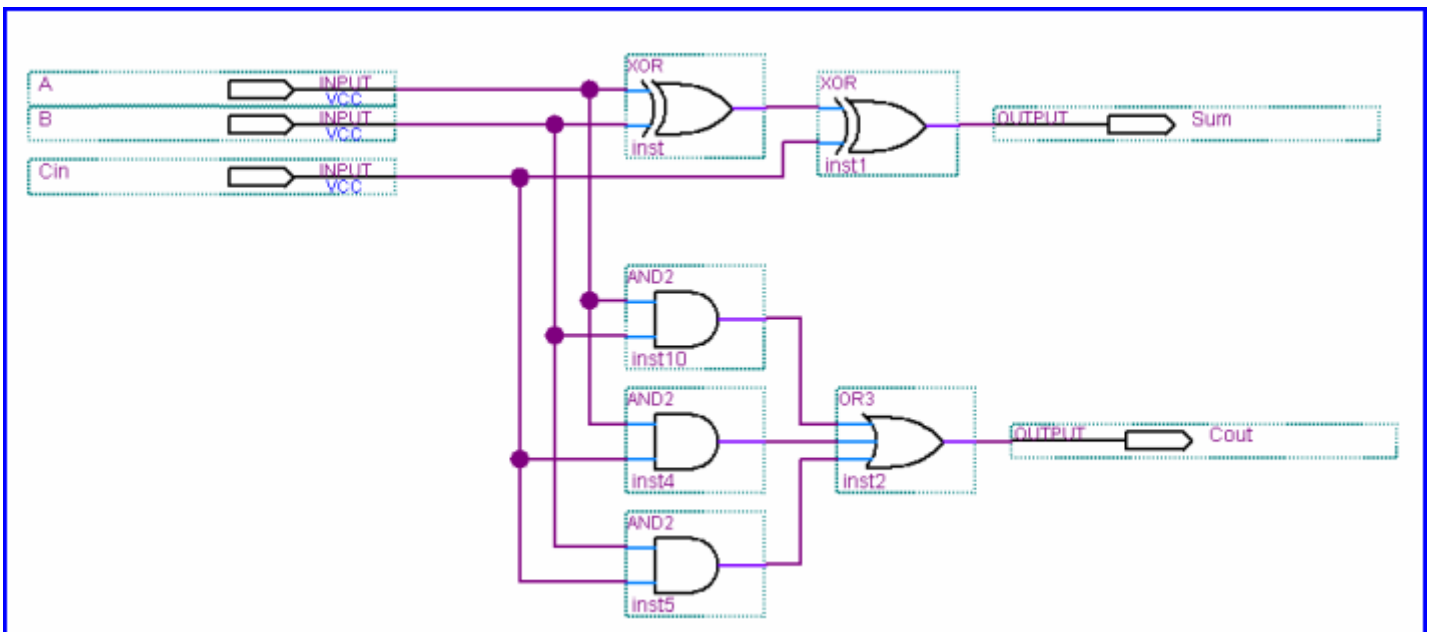 A INPUT
VCC
B INPUT
VCC
Cin INPUT
VCC
XOR
inst
XOR
inst1
OUTPUT Sum
AND2
inst10
AND2
inst4
AND2
inst5
OR3
inst2
OUTPUT Cout